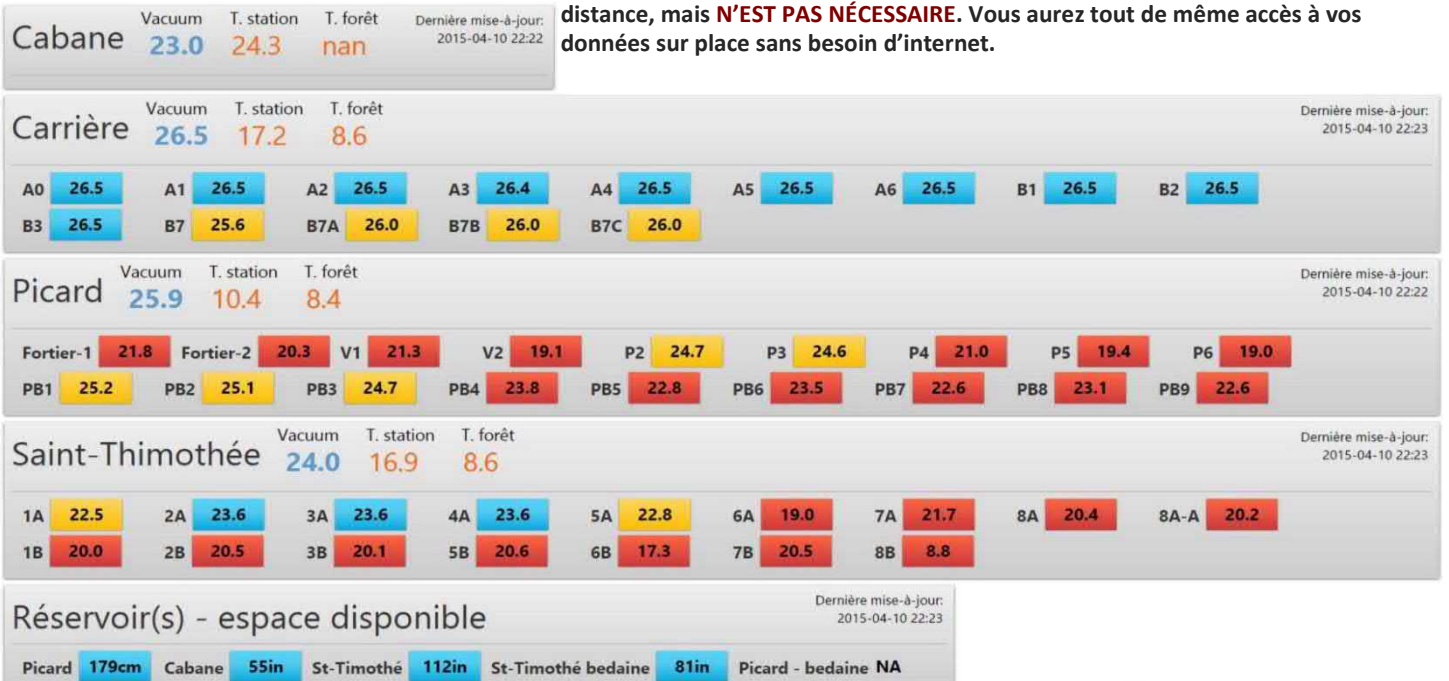 distance, mais N'EST PAS NÉCESSAIRE. Vous aurez tout de même accès à vos
données sur place sans besoin d'internet.
Cabane Vacuum T. station T. forêt Dernière mise-à-jour:
23.0 24.3 nan 2015-04-10 22:22
Carrière Vacuum T. station T. forêt Dernière mise-à-jour:
26.5 17.2 8.6 2015-04-10 22:23
A0 26.5 A1 26.5 A2 26.5 A3 26.4 A4 26.5 A5 26.5 A6 26.5 B1 26.5 B2 26.5
B3 26.5 B7 25.6 B7A 26.0 B7B 26.0 B7C 26.0
Picard Vacuum T. station T. forêt Dernière mise-à-jour:
25.9 10.4 8.4 2015-04-10 22:22
Fortier-1 21.8 Fortier-2 20.3 V1 21.3 V2 19.1 P2 24.7 P3 24.6 P4 21.0 P5 19.4 P6 19.0
PB1 25.2 PB2 25.1 PB3 24.7 PB4 23.8 PB5 22.8 PB6 23.5 PB7 22.6 PB8 23.1 PB9 22.6
Saint-Thimothée Vacuum T. station T. forêt Dernière mise-à-jour:
24.0 16.9 8.6 2015-04-10 22:23
1A 22.5 2A 23.6 3A 23.6 4A 23.6 5A 22.8 6A 19.0 7A 21.7 8A 20.4 8A-A 20.2
1B 20.0 2B 20.5 3B 20.1 5B 20.6 6B 17.3 7B 20.5 8B 8.8
Réservoir(s) - espace disponible Dernière mise-à-jour:
2015-04-10 22:23
Picard 179cm Cabane 55in St-Timothé 112in St-Timothé bedaine 81in Picard - bedaine NA